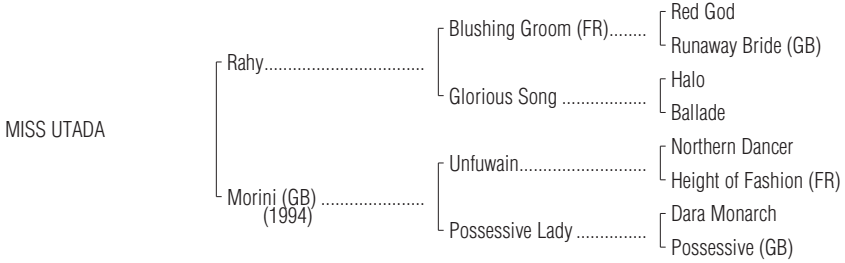 Red God
Blushing Groom (FR)........
Runaway Bride (GB)
Rahy.................................
Halo
Glorious Song ..................
Ballade
MISS UTADA
Northern Dancer
Unfuwain...........................
Height of Fashion (FR)
Morini (GB) ......................
(1994)
Dara Monarch
Possessive Lady ...............
Possessive (GB)